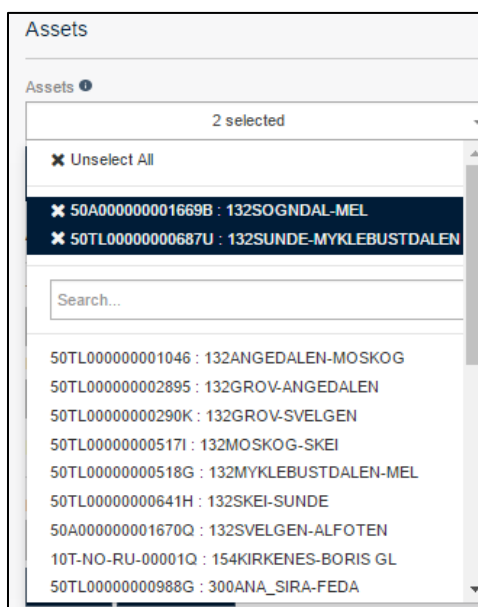 Assets
Assets
2 selected
✖ Unselect All
✖ 50A000000001669B : 132SOGNDAL-MEL
✖ 50TL00000000687U : 132SUNDE-MYKLEBUSTDALEN
Search...
50TL000000001046 : 132ANGEDALEN-MOSKOG
50TL000000002895 : 132GROV-ANGEDALEN
50TL00000000290K : 132GROV-SVELGEN
50TL00000000517I : 132MOSKOG-SKEI
50TL00000000518G : 132MYKLEBUSTDALEN-MEL
50TL00000000641H : 132SKEI-SUNDE
50A000000001670Q : 132SVELGEN-ALFOTEN
10T-NO-RU-00001Q : 154KIRKENES-BORIS GL
50TL00000000988G : 300ANA_SIRA-FEDA